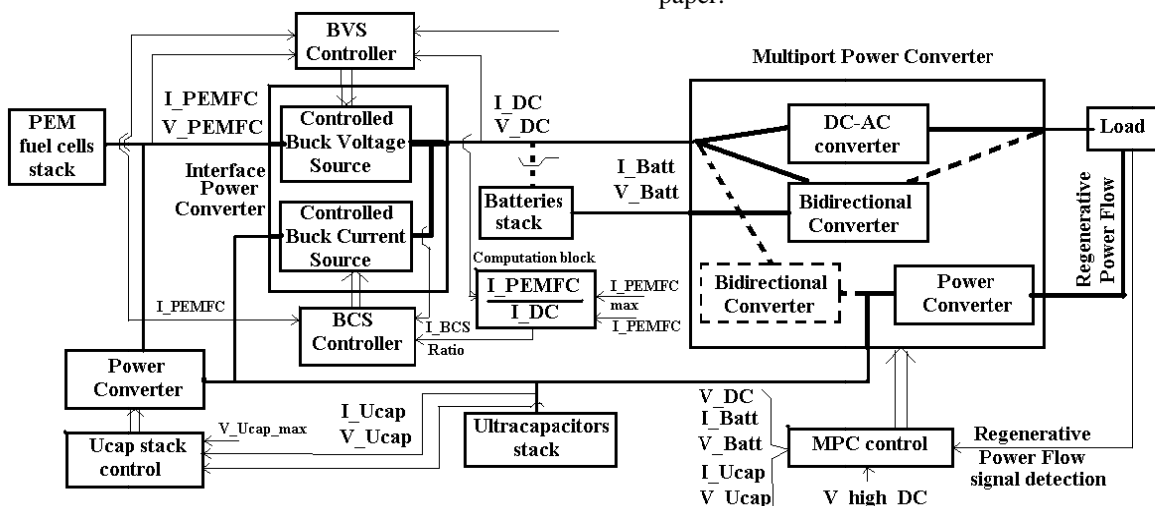 paper.
BVS
Controller
Multiport Power Converter
I_PEMFC
V_PEMFC
I_DC
V_DC
PEM
fuel cells
stack
Controlled
Buck Voltage
Source
Interface
Power
Converter
Controlled
Buck Current
Source
DC-AC
converter
Load
I_Batt
V_Batt
Batteries
stack
Bidirectional
Converter
Regenerative
Power Flow
Computation block
I_PEMFC
I_DC
I_PEMFC
max
I_PEMFC
Bidirectional
Converter
Power
Converter
I_PEMFC
BCS
Controller
I_BCS
Ratio
Power
Converter
I_Ucap
V_Ucap
Ultracapacitors
stack
V_Ucap_max
Ucap stack
control
V_DC
I_Batt
V_Batt
I_Ucap
V_Ucap
MPC control
Regenerative
Power Flow
signal detection
V_high_DC